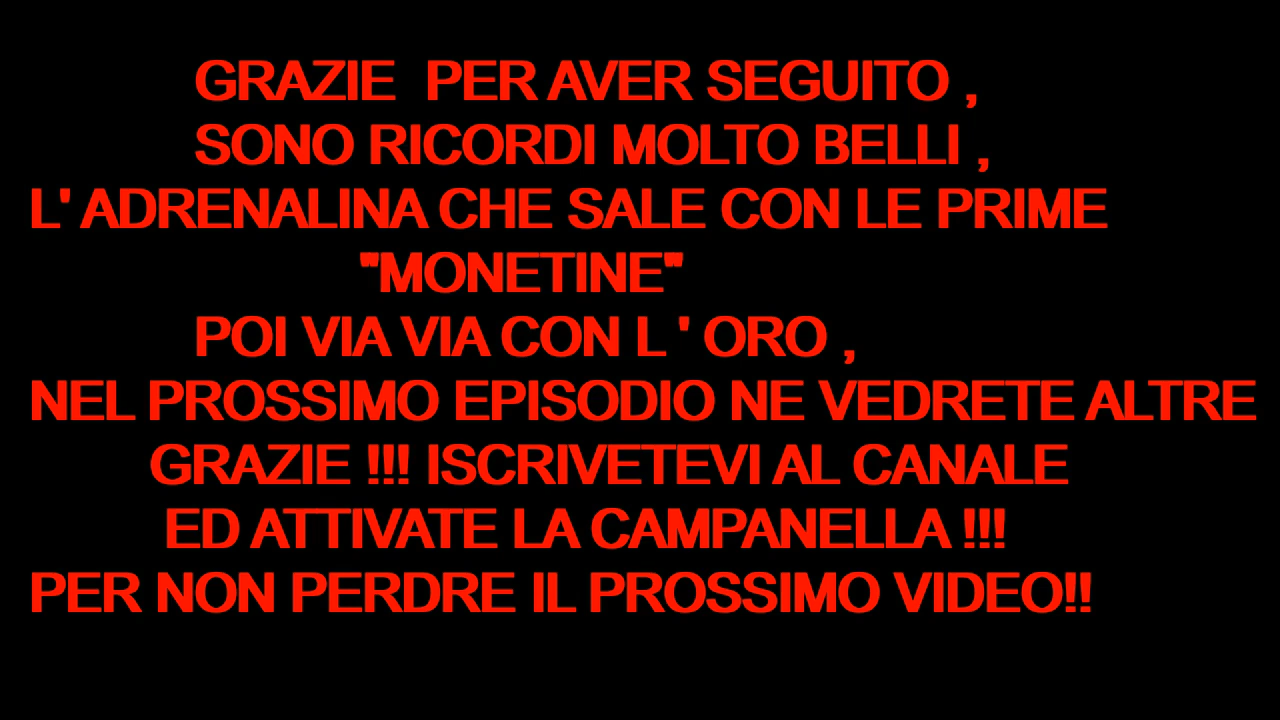 GRAZIE PER AVER SEGUITO ,
SONO RICORDI MOLTO BELLI ,
L' ADRENALINA CHE SALE CON LE PRIME
"MONETINE"
POI VIA VIA CON L ' ORO ,
NEL PROSSIMO EPISODIO NE VEDRETE ALTRE
GRAZIE !!! ISCRIVETEVI AL CANALE
ED ATTIVATE LA CAMPANELLA !!!
PER NON PERDRE IL PROSSIMO VIDEO!!